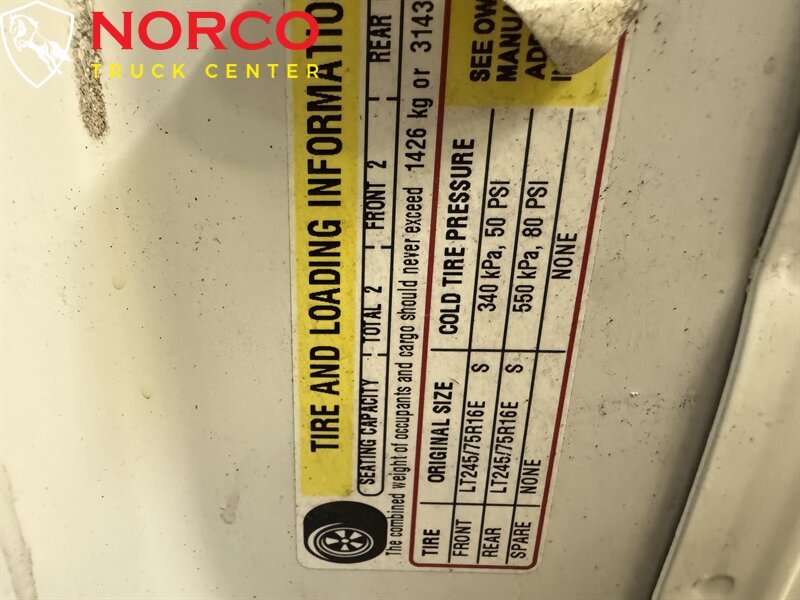 NORCO
TRUCK CENTER
TIRE AND LOADING INFORMATIO
SEATING CAPACITY TOTAL 2 FRONT 2 REAR
The combined weight of occupants and cargo should never exceed 1426 kg or 3143
TIRE ORIGINAL SIZE COLD TIRE PRESSURE
FRONT LT245/75R16E S 340 kPa, 50 PSI
REAR LT245/75R16E S 550 kPa, 80 PSI
SPARE NONE NONE
SEE OW
MANU
ADD